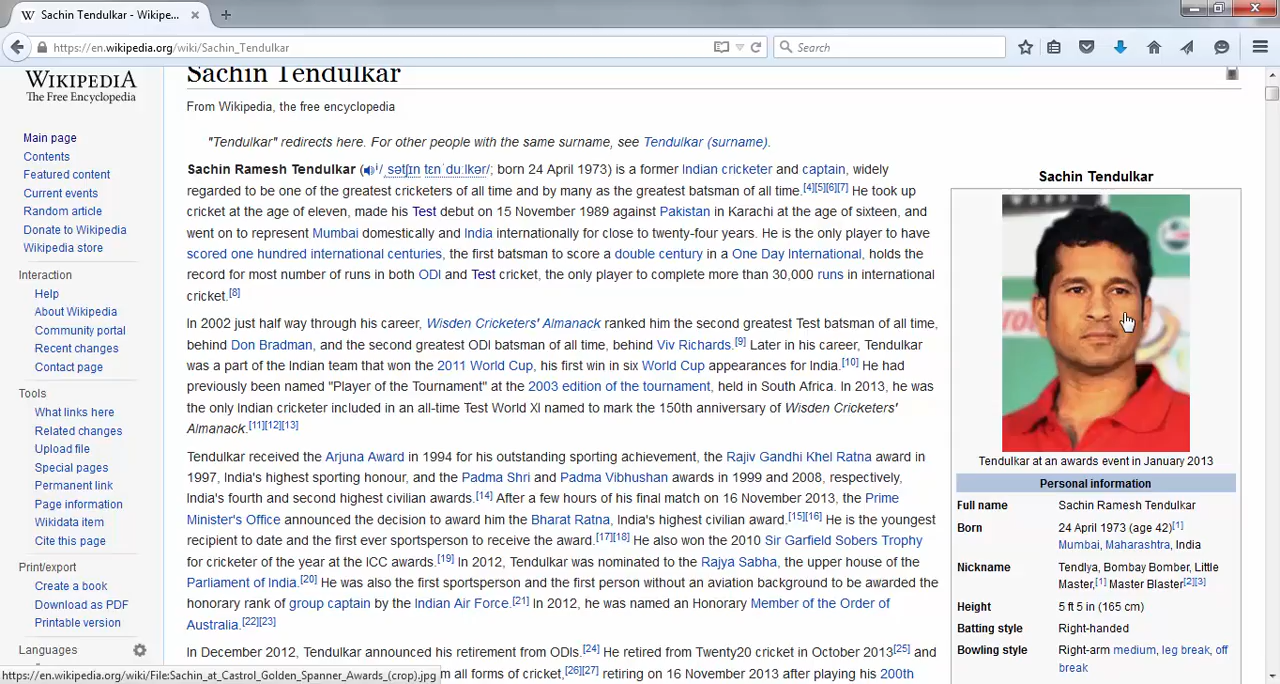 Sachin Tendulkar - Wikipe...
https://en.wikipedia.org/wiki/Sachin_Tendulkar
Search
WIKIPEDIA
The Free Encyclopedia
Main page
Contents
Featured content
Current events
Random article
Donate to Wikipedia
Wikipedia store
Interaction
Help
About Wikipedia
Community portal
Recent changes
Contact page
Tools
What links here
Related changes
Upload file
Special pages
Permanent link
Page information
Wikidata item
Cite this page
Print/export
Create a book
Download as PDF
Printable version
Languages
Sachin Tendulkar
From Wikipedia, the free encyclopedia
"Tendulkar" redirects here. For other people with the same surname, see Tendulkar (surname).
Sachin Ramesh Tendulkar (i/ˌsətʃɪn tɛnˈduːlkər/; born 24 April 1973) is a former Indian cricketer and captain, widely
regarded to be one of the greatest cricketers of all time and by many as the greatest batsman of all time.[4][5][6][7] He took up
cricket at the age of eleven, made his Test debut on 15 November 1989 against Pakistan in Karachi at the age of sixteen, and
went on to represent Mumbai domestically and India internationally for close to twenty-four years. He is the only player to have
scored one hundred international centuries, the first batsman to score a double century in a One Day International, holds the
record for most number of runs in both ODI and Test cricket, the only player to complete more than 30,000 runs in international
cricket.[8]
In 2002 just half way through his career, Wisden Cricketers' Almanack ranked him the second greatest Test batsman of all time,
behind Don Bradman, and the second greatest ODI batsman of all time, behind Viv Richards.[9] Later in his career, Tendulkar
was a part of the Indian team that won the 2011 World Cup, his first win in six World Cup appearances for India.[10] He had
previously been named "Player of the Tournament" at the 2003 edition of the tournament, held in South Africa. In 2013, he was
the only Indian cricketer included in an all-time Test World XI named to mark the 150th anniversary of Wisden Cricketers'
Almanack.[11][12][13]
Tendulkar received the Arjuna Award in 1994 for his outstanding sporting achievement, the Rajiv Gandhi Khel Ratna award in
1997, India's highest sporting honour, and the Padma Shri and Padma Vibhushan awards in 1999 and 2008, respectively,
India's fourth and second highest civilian awards.[14] After a few hours of his final match on 16 November 2013, the Prime
Minister's Office announced the decision to award him the Bharat Ratna, India's highest civilian award.[15][16] He is the youngest
recipient to date and the first ever sportsperson to receive the award.[17][18] He also won the 2010 Sir Garfield Sobers Trophy
for cricketer of the year at the ICC awards.[19] In 2012, Tendulkar was nominated to the Rajya Sabha, the upper house of the
Parliament of India.[20] He was also the first sportsperson and the first person without an aviation background to be awarded the
honorary rank of group captain by the Indian Air Force.[21] In 2012, he was named an Honorary Member of the Order of
Australia.[22][23]
In December 2012, Tendulkar announced his retirement from ODIs.[24] He retired from Twenty20 cricket in October 2013[25] and
m all forms of cricket,[26][27] retiring on 16 November 2013 after playing his 200th
Sachin Tendulkar
Tendulkar at an awards event in January 2013
Personal information
Full name Sachin Ramesh Tendulkar
Born 24 April 1973 (age 42)[1]
Mumbai, Maharashtra, India
Nickname Tendlya, Bombay Bomber, Little
Master,[1] Master Blaster[2][3]
Height 5 ft 5 in (165 cm)
Batting style Right-handed
Bowling style Right-arm medium, leg break, off
break
https://en.wikipedia.org/wiki/File:Sachin_at_Castrol_Golden_Spanner_Awards_(crop).jpg